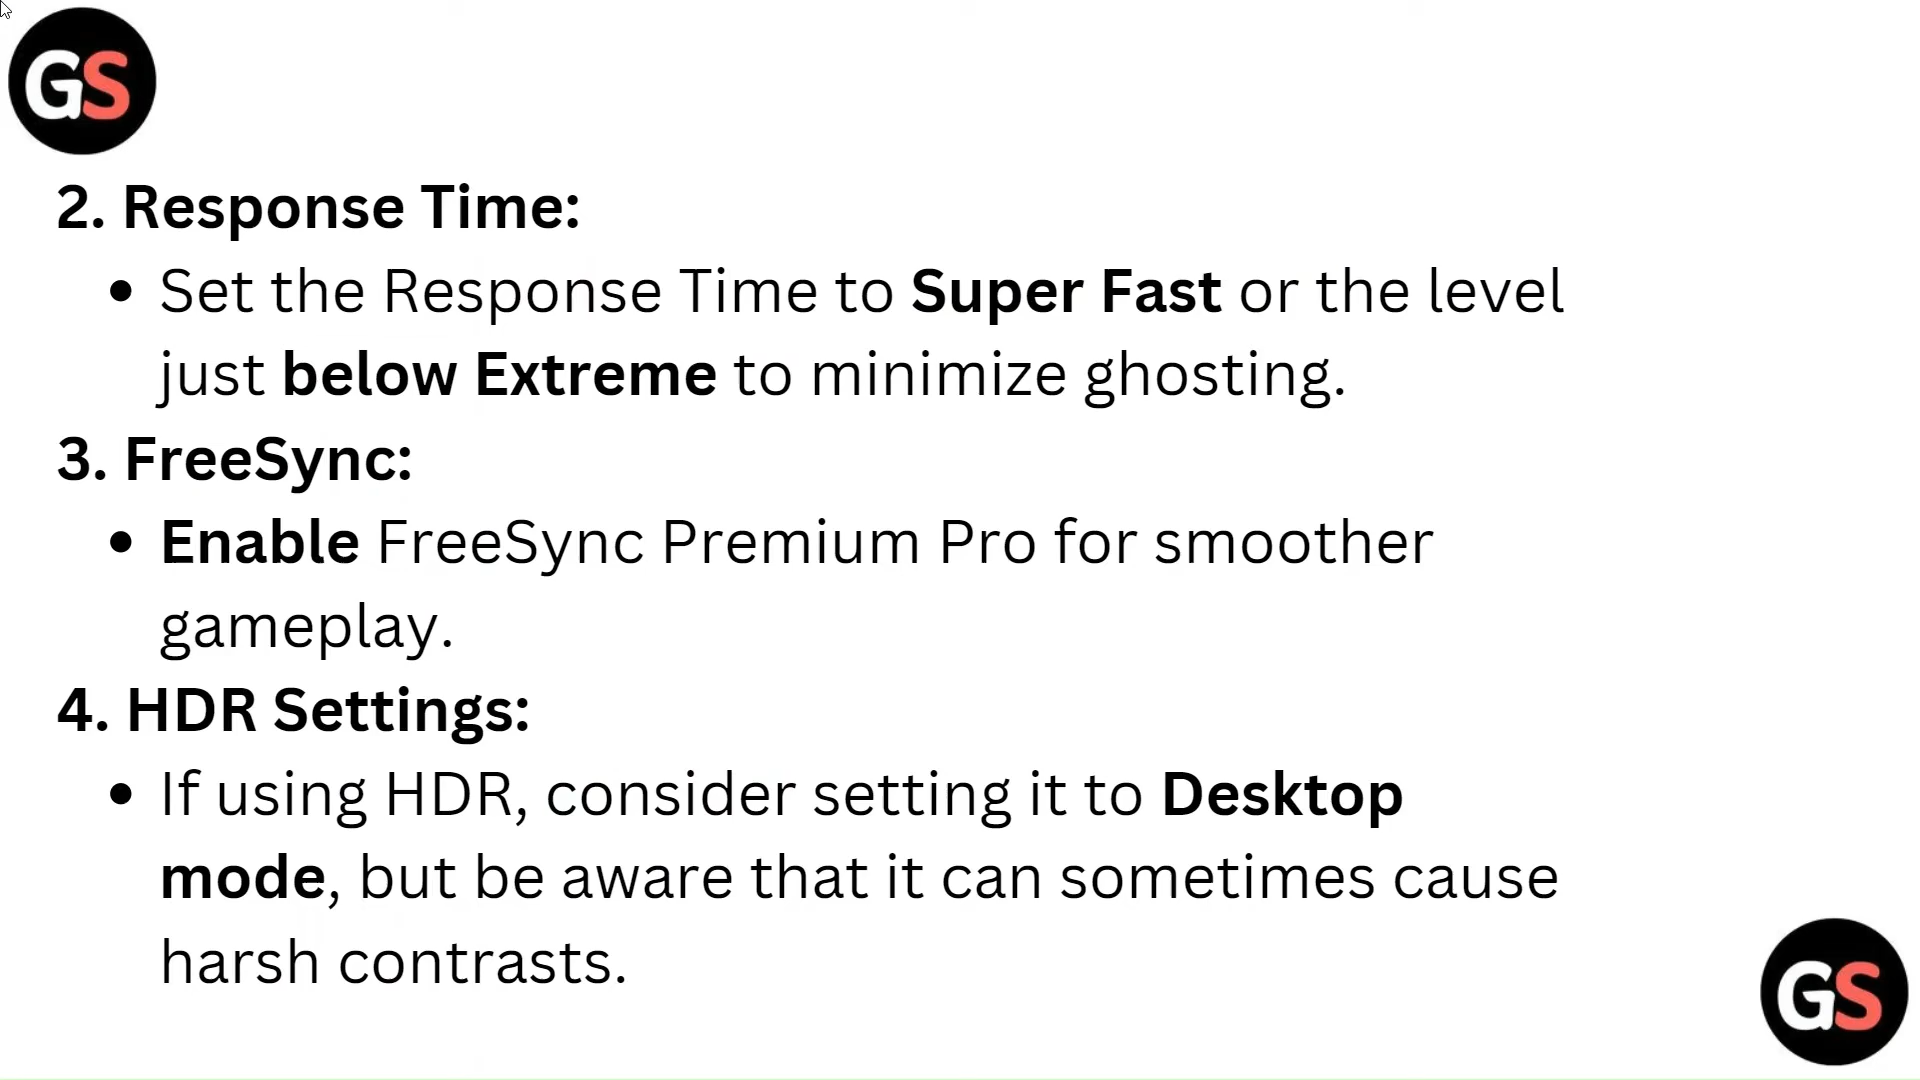 GS
2. Response Time:
• Set the Response Time to Super Fast or the level
just below Extreme to minimize ghosting.
3. FreeSync:
• Enable FreeSync Premium Pro for smoother
gameplay.
4. HDR Settings:
• If using HDR, consider setting it to Desktop
mode, but be aware that it can sometimes cause
harsh contrasts.
GS